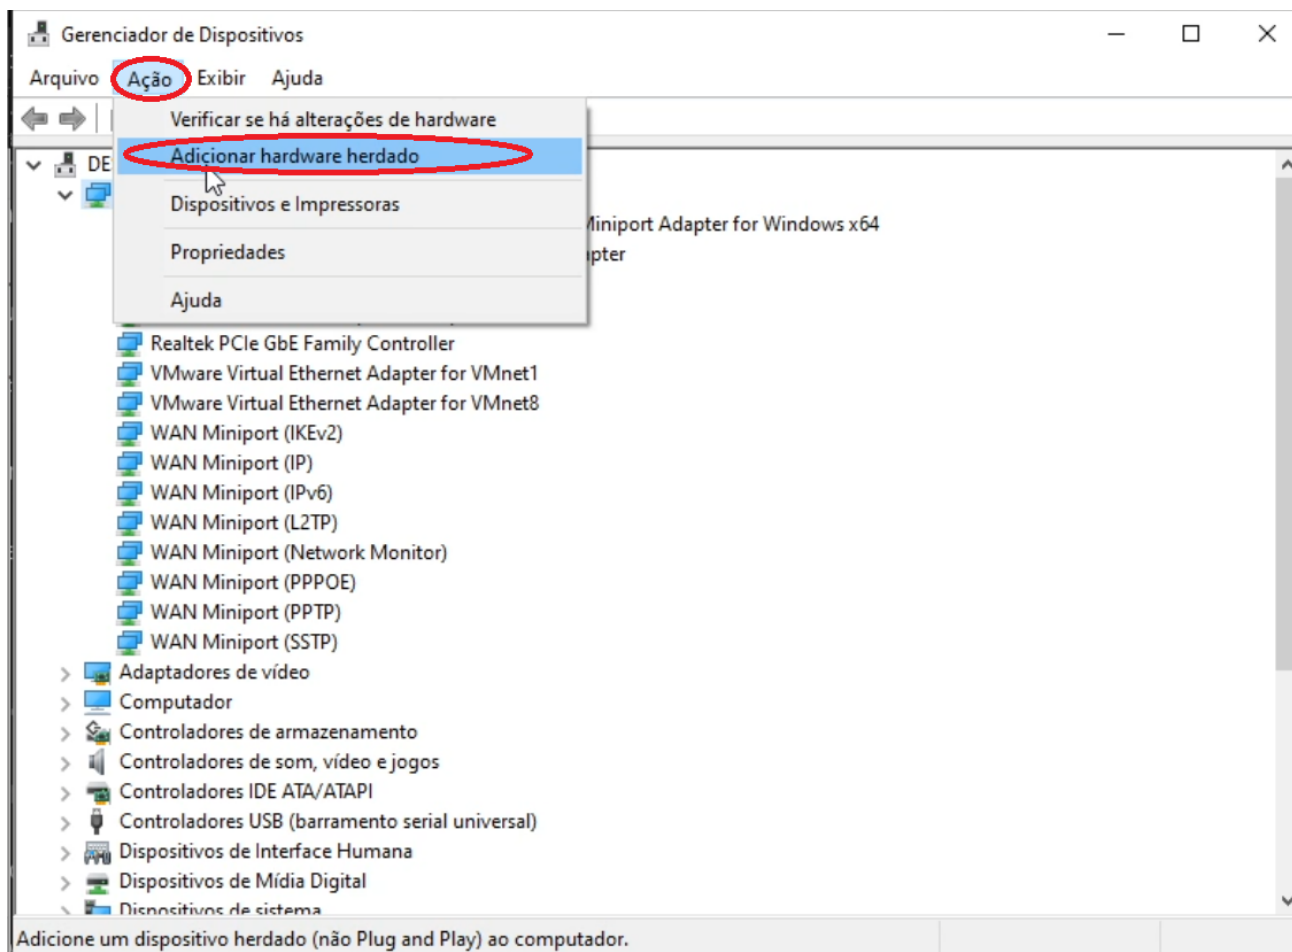 Gerenciador de Dispositivos
Arquivo Ação Exibir Ajuda
Verificar se há alterações de hardware
Adicionar hardware herdado
Dispositivos e Impressoras
Propriedades
Ajuda
DE
Miniport Adapter for Windows x64
pter
Realtek PCIe GbE Family Controller
VMware Virtual Ethernet Adapter for VMnet1
VMware Virtual Ethernet Adapter for VMnet8
WAN Miniport (IKEv2)
WAN Miniport (IP)
WAN Miniport (IPv6)
WAN Miniport (L2TP)
WAN Miniport (Network Monitor)
WAN Miniport (PPPOE)
WAN Miniport (PPTP)
WAN Miniport (SSTP)
Adaptadores de vídeo
Computador
Controladores de armazenamento
Controladores de som, vídeo e jogos
Controladores IDE ATA/ATAPI
Controladores USB (barramento serial universal)
Dispositivos de Interface Humana
Dispositivos de Mídia Digital
Dispositivos de sistema
Adicione um dispositivo herdado (não Plug and Play) ao computador.